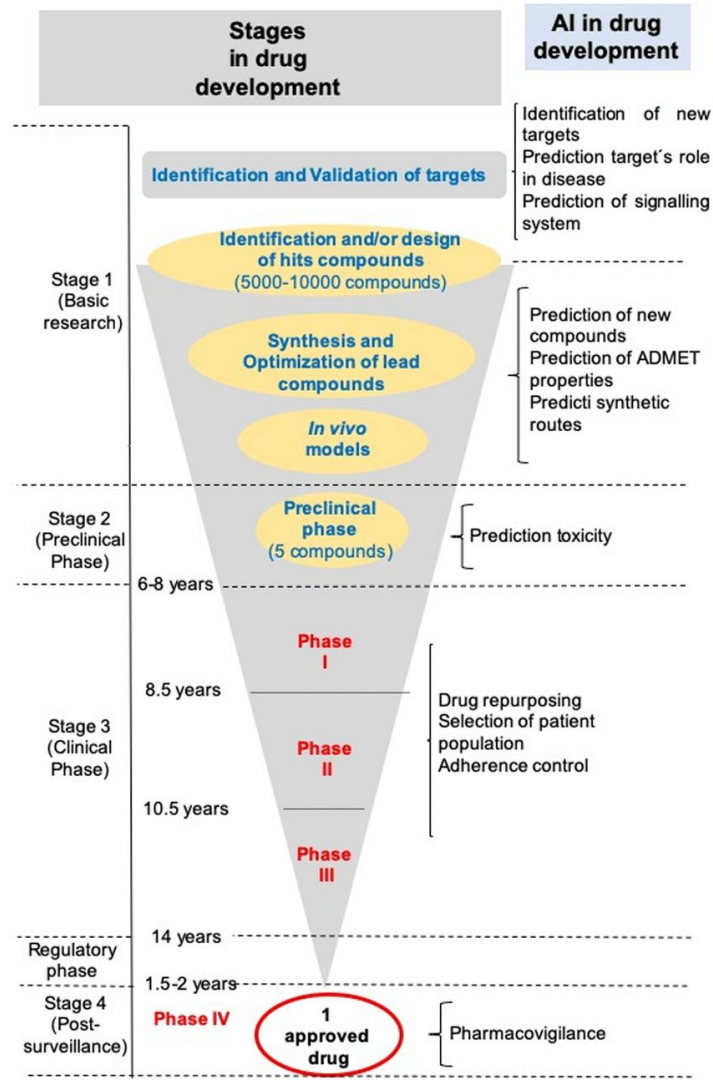 Stages
in drug
development
AI in drug
development
Identification of new
targets
Prediction target´s role
in disease
Prediction of signalling
system
Identification and Validation of targets
Identification and/or design
of hits compounds
(5000-10000 compounds)
Stage 1
(Basic
research)
Synthesis and
Optimization of lead
compounds
Prediction of new
compounds
Prediction of ADMET
properties
Predicti synthetic
routes
In vivo
models
Stage 2
(Preclinical
Phase)
Preclinical
phase
(5 compounds)
Prediction toxicity
6-8 years
Phase
I
8.5 years
Stage 3
(Clinical
Phase)
Phase
II
Drug repurposing
Selection of patient
population
Adherence control
10.5 years
Phase
III
14 years
Regulatory
phase
1.5-2 years
Stage 4
(Post-
surveillance)
Phase IV
1
approved
drug
Pharmacovigilance